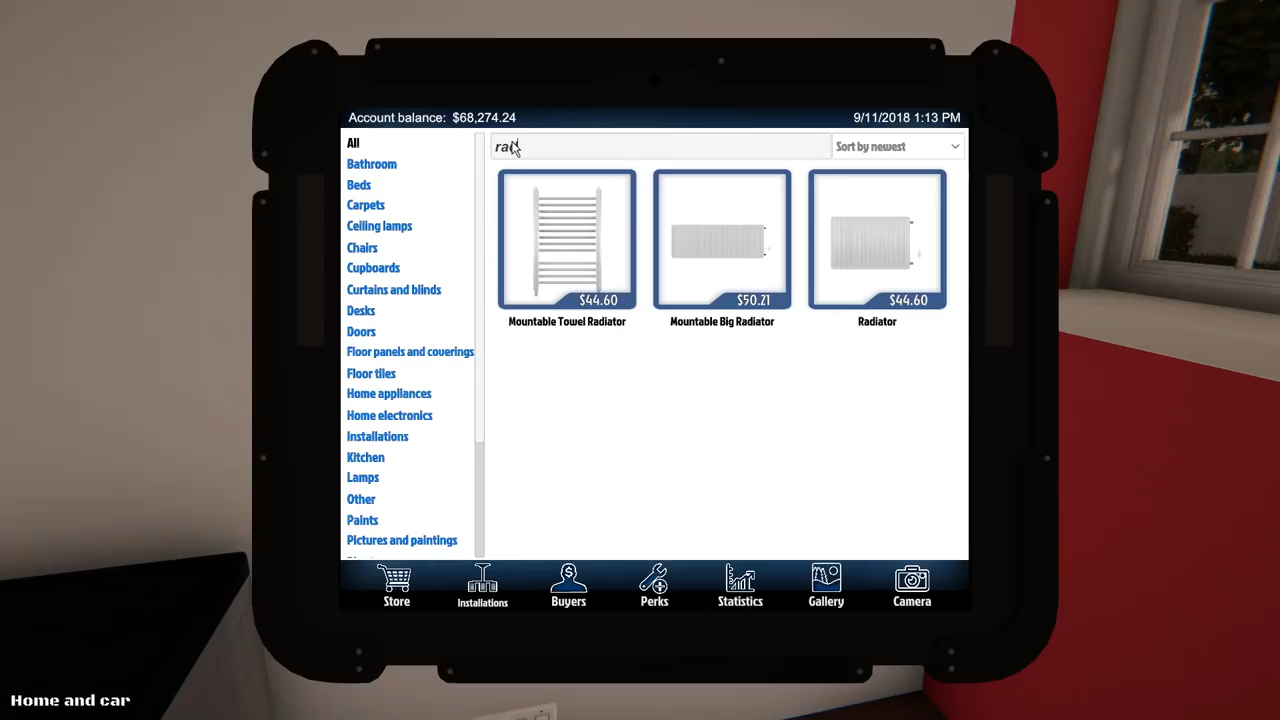 Account balance: $68,274.24
9/11/2018 1:13 PM
All
Bathroom
Beds
Carpets
Ceiling lamps
Chairs
Cupboards
Curtains and blinds
Desks
Doors
Floor panels and coverings
Floor tiles
Home appliances
Home electronics
Installations
Kitchen
Lamps
Other
Paints
Pictures and paintings
Sort by newest
$44.60
$50.21
$44.60
Mountable Towel Radiator
Mountable Big Radiator
Radiator
Store
Installations
Buyers
Perks
Statistics
Gallery
Camera
Home and car